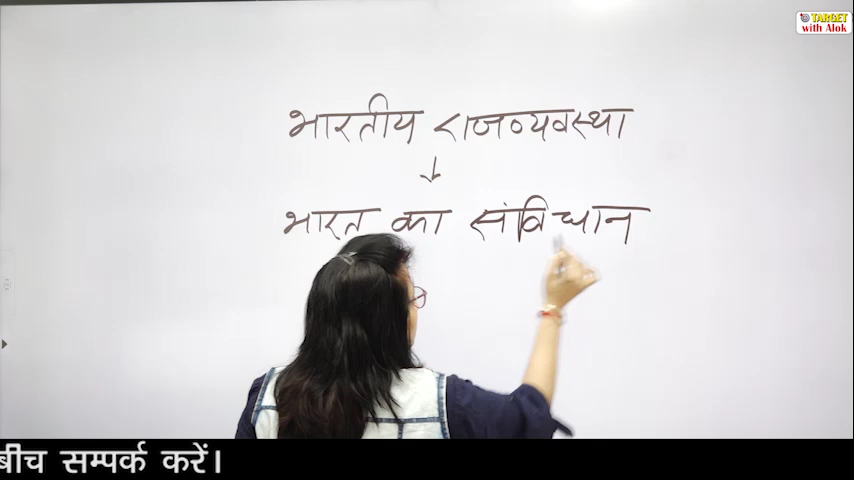 TARGET
with Alok
भारतीय राजव्यवस्था
↓
भारत का संविधान
बीच सम्पर्क करें।